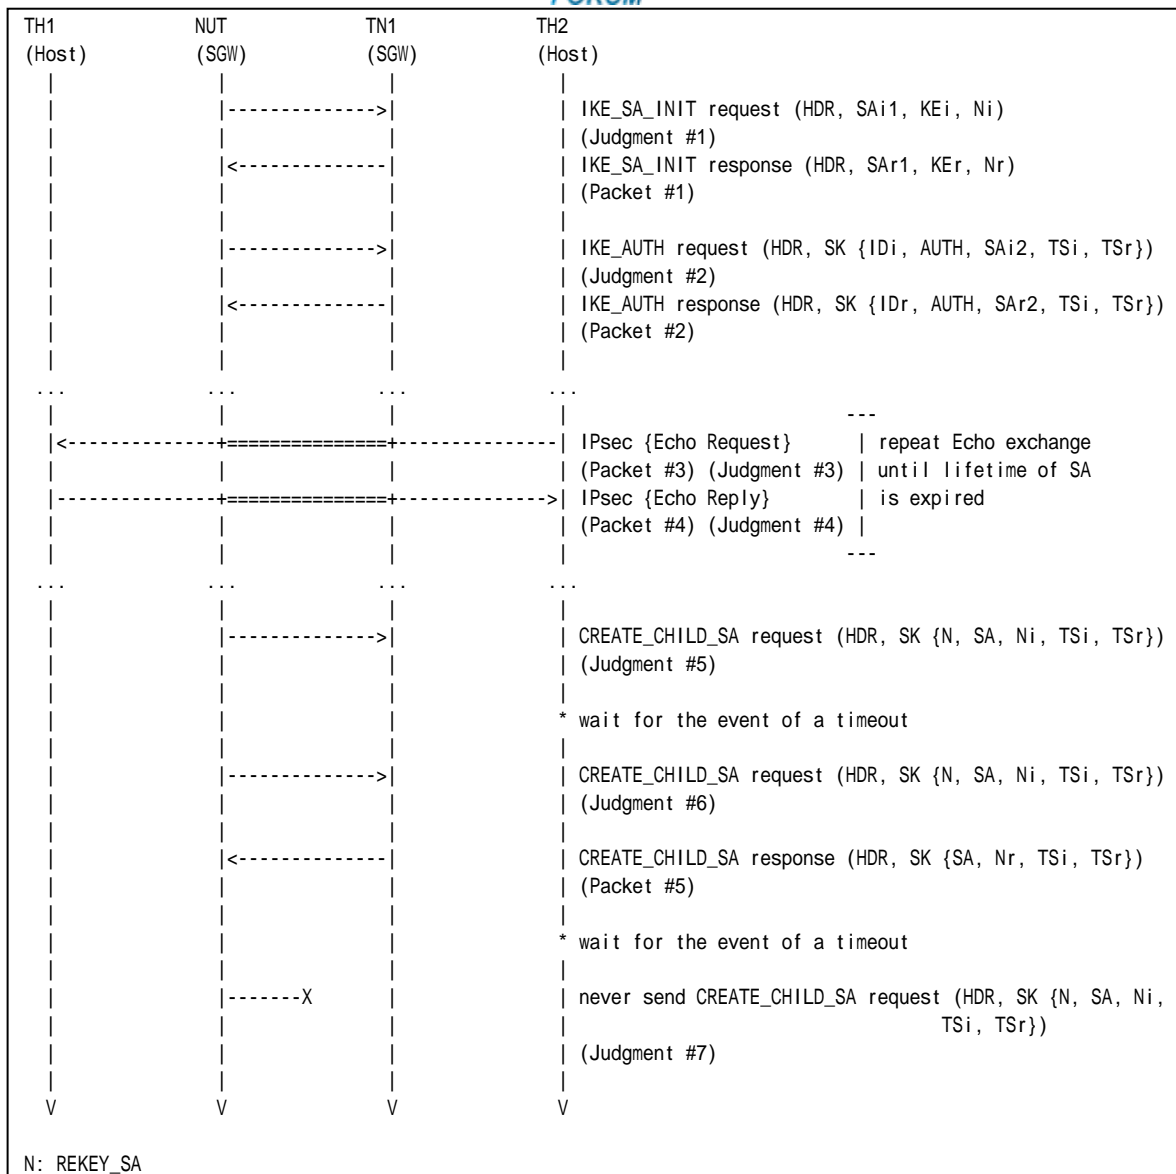 FORUM
TH1 NUT TN1 TH2
(Host) (SGW) (SGW) (Host)
| | | |
| |-------------->| | IKE_SA_INIT request (HDR, SAi1, KEi, Ni)
| | | | (Judgment #1)
| |<--------------| | IKE_SA_INIT response (HDR, SAr1, KEr, Nr)
| | | | (Packet #1)
| | | |
| |-------------->| | IKE_AUTH request (HDR, SK {IDi, AUTH, SAi2, TSi, TSr})
| | | | (Judgment #2)
| |<--------------| | IKE_AUTH response (HDR, SK {IDr, AUTH, SAr2, TSi, TSr})
| | | | (Packet #2)
| | | |
... ... ... ...
| | | | ---
|<--------------+===============+---------------| IPsec {Echo Request} | repeat Echo exchange
| | | | (Packet #3) (Judgment #3) | until lifetime of SA
|---------------+===============+-------------->| IPsec {Echo Reply} | is expired
| | | | (Packet #4) (Judgment #4) |
| | | | ---
... ... ... ...
| | | |
| |-------------->| | CREATE_CHILD_SA request (HDR, SK {N, SA, Ni, TSi, TSr})
| | | | (Judgment #5)
| | | |
| | | * wait for the event of a timeout
| | | |
| |-------------->| | CREATE_CHILD_SA request (HDR, SK {N, SA, Ni, TSi, TSr})
| | | | (Judgment #6)
| | | |
| |<--------------| | CREATE_CHILD_SA response (HDR, SK {SA, Nr, TSi, TSr})
| | | | (Packet #5)
| | | |
| | | * wait for the event of a timeout
| | | |
| |-------X | | never send CREATE_CHILD_SA request (HDR, SK {N, SA, Ni,
| | | | TSi, TSr})
| | | | (Judgment #7)
| | | |
V V V V
N: REKEY_SA